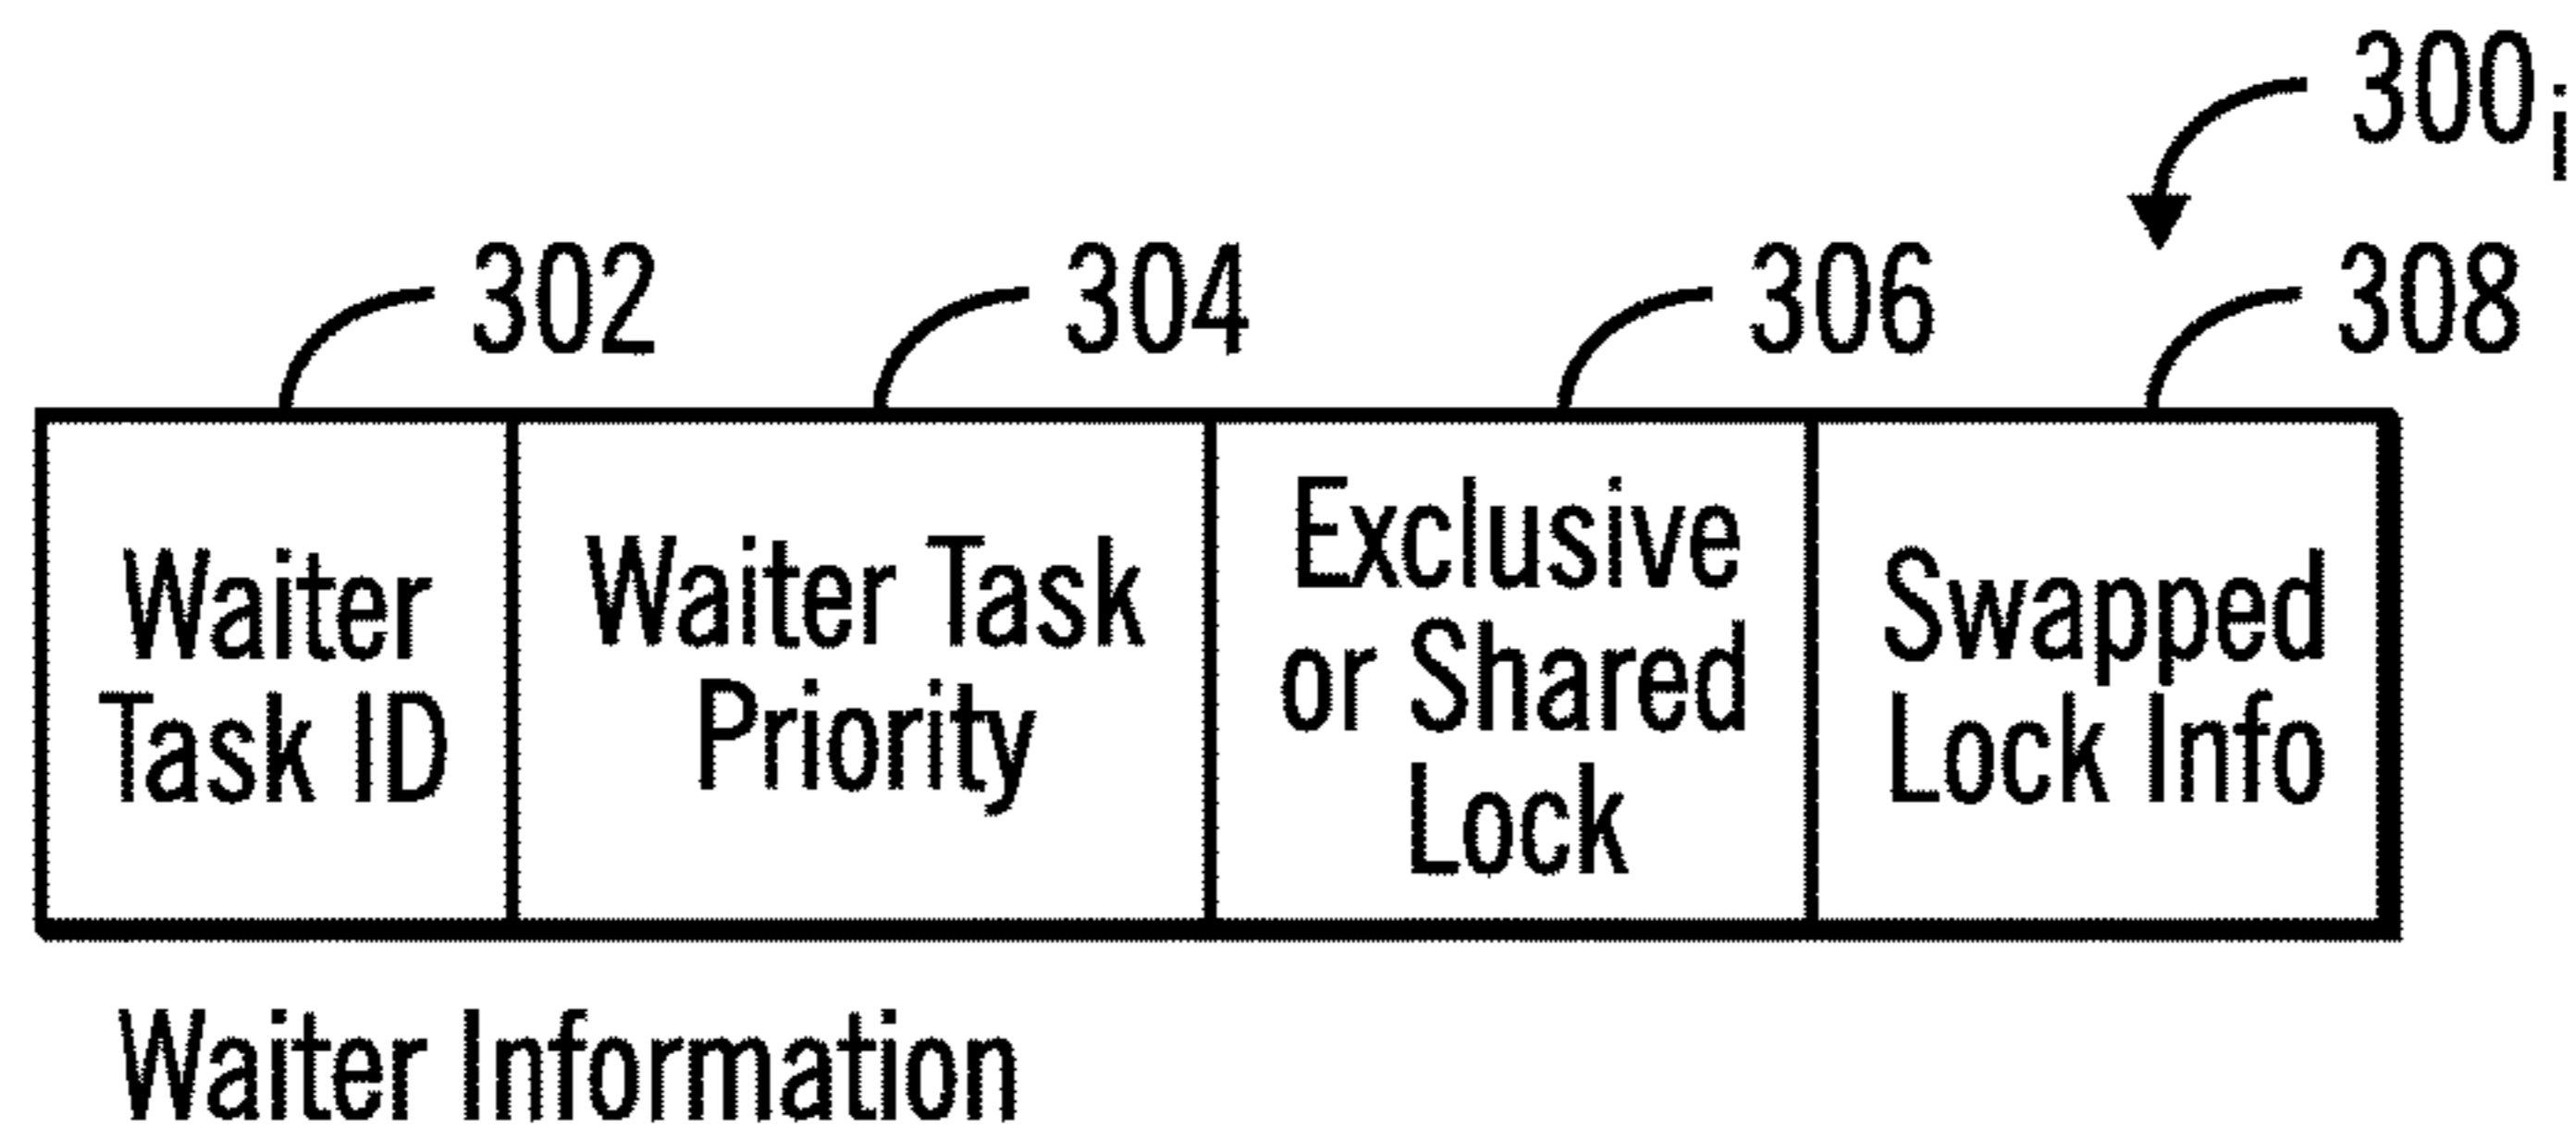 300i
302 304 306 308
Waiter
Task ID
Waiter Task
Priority
Exclusive
or Shared
Lock
Swapped
Lock Info
Waiter Information